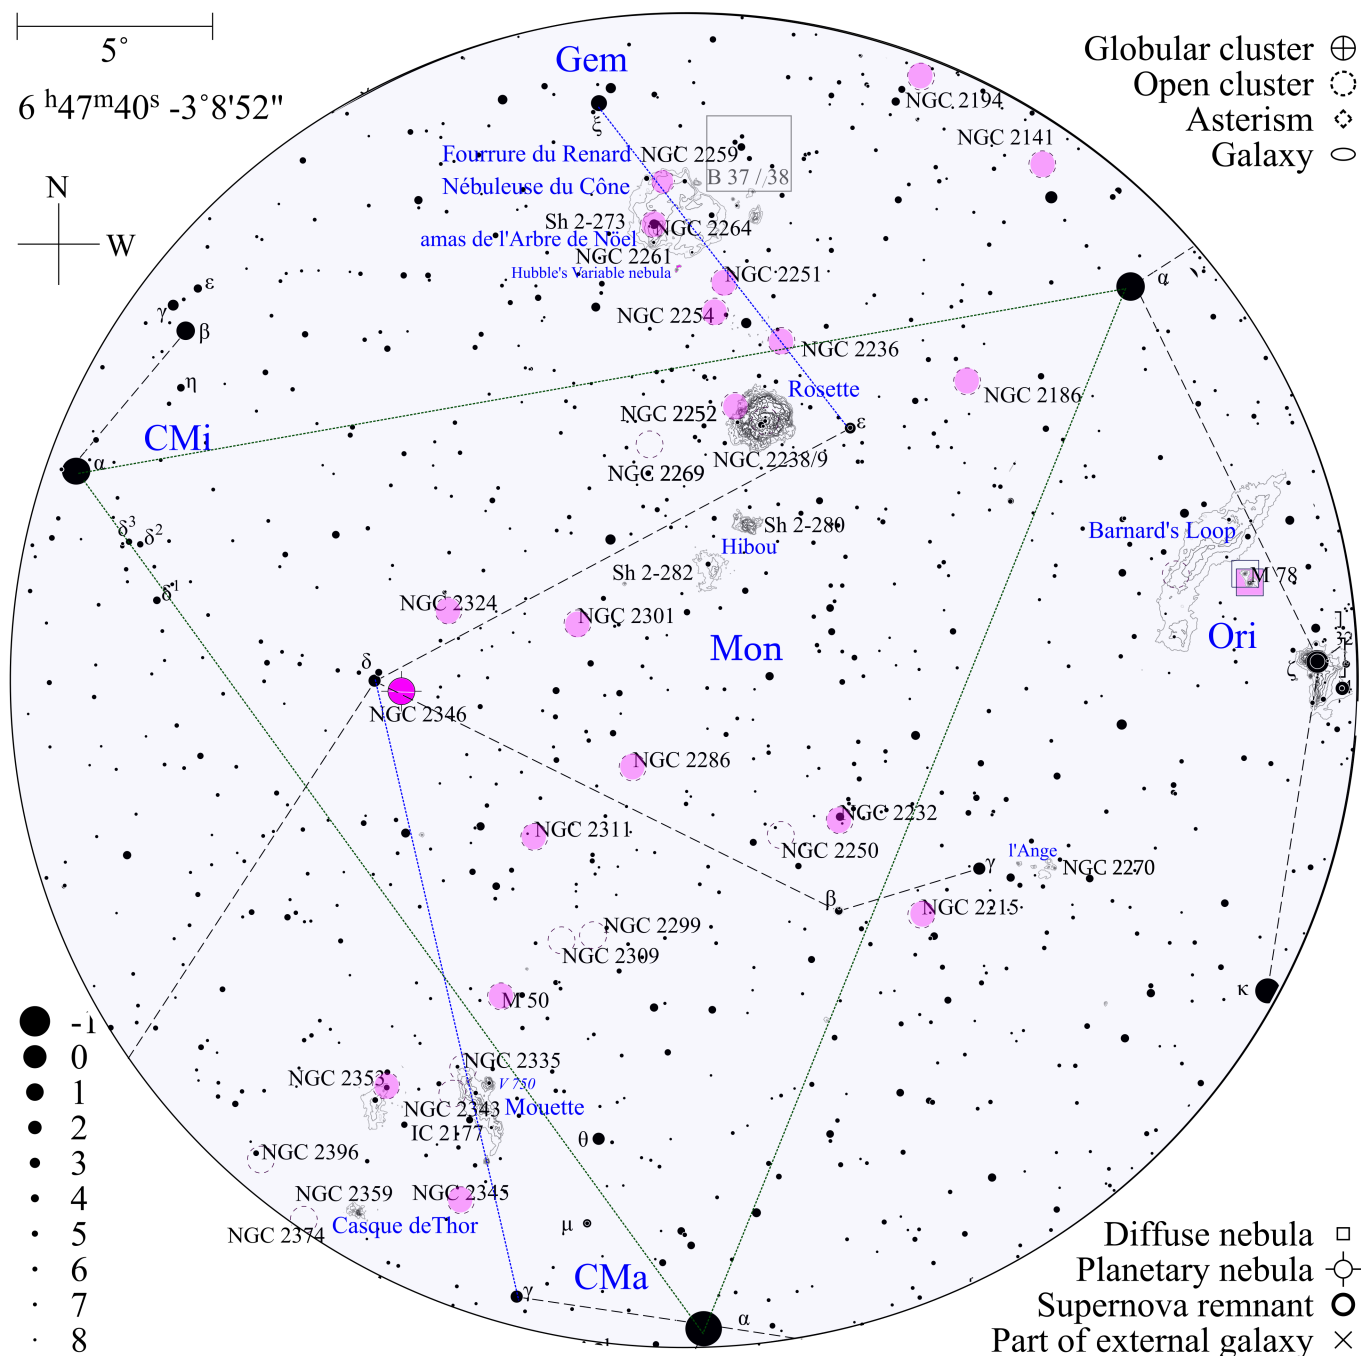 5°
6 h47m40s -3°8'52"
N
W
Globular cluster
Open cluster
Asterism
Galaxy
Gem
ξ
NGC 2194
NGC 2141
Fourrure du Renard
NGC 2259
B 37 / 38
Nébuleuse du Cône
Sh 2-273
NGC 2264
amas de l'Arbre de Nöel
NGC 2261
Hubble's Variable nebula
NGC 2251
α
ε
γ
β
NGC 2254
NGC 2236
η
Rosette
NGC 2186
NGC 2252
ε
CMi
α
NGC 2238/9
NGC 2269
δ3
δ2
Sh 2-280
Barnard's Loop
Hibou
Sh 2-282
M 78
δ1
NGC 2324
NGC 2301
Ori
Mon
δ
ζ
NGC 2346
NGC 2286
NGC 2232
NGC 2311
NGC 2250
l'Ange
γ
NGC 2270
β
NGC 2215
NGC 2299
NGC 2309
κ
M 50
-1
0
1
2
3
4
5
6
7
8
NGC 2335
NGC 2353
V 750
NGC 2343
Mouette
IC 2177
θ
NGC 2396
NGC 2359
NGC 2345
Casque deThor
NGC 2374
μ
CMa
γ
α
Diffuse nebula
Planetary nebula
Supernova remnant
Part of external galaxy